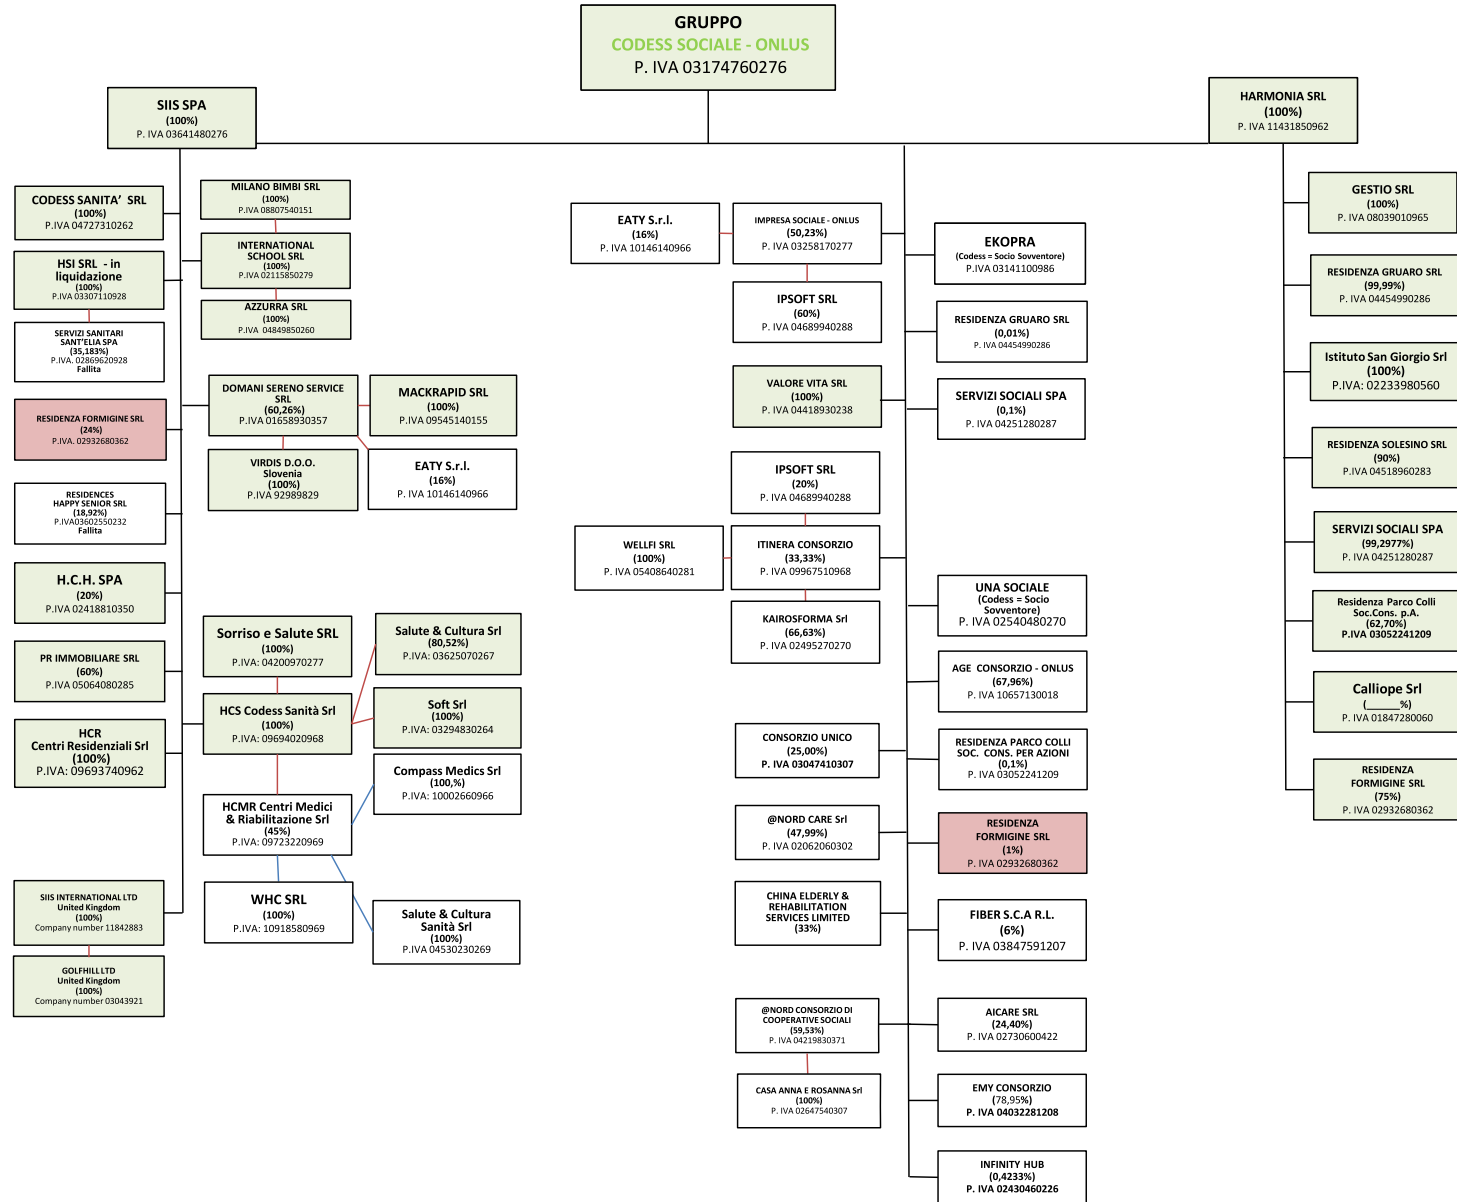 GRUPPO
CODESS SOCIALE - ONLUS
P. IVA 03174760276
SIIS SPA
(100%)
P. IVA 03641480276
HARMONIA SRL
(100%)
P. IVA 11431850962
CODESS SANITA’ SRL
(100%)
P.IVA 04727310262
HSI SRL - in
liquidazione
(100%)
P.IVA 03307110928
SERVIZI SANITARI
SANT’ELIA SPA
(35,183%)
P.IVA. 02869620928
Fallita
RESIDENZA FORMIGINE SRL
(24%)
P.IVA. 02932680362
RESIDENCES
HAPPY SENIOR SRL
(18,92%)
P.IVA03602550232
Fallita
H.C.H. SPA
(20%)
P.IVA 02418810350
PR IMMOBILIARE SRL
(60%)
P.IVA 05064080285
HCR
Centri Residenziali Srl
(100%)
P.IVA: 09693740962
SIIS INTERNATIONAL LTD
United Kingdom
(100%)
Company number 11842883
GOLFHILL LTD
United Kingdom
(100%)
Company number 03043921
MILANO BIMBI SRL
(100%)
P.IVA 08807540151
INTERNATIONAL
SCHOOL SRL
(100%)
P.IVA 02115850279
AZZURRA SRL
(100%)
P.IVA 04849850260
DOMANI SERENO SERVICE
SRL
(60,26%)
P.IVA 01658930357
MACKRAPID SRL
(100%)
P.IVA 09545140155
VIRDIS D.O.O.
Slovenia
(100%)
P.IVA 92989829
EATY S.r.l.
(16%)
P. IVA 10146140966
Sorriso e Salute SRL
(100%)
P.IVA: 04200970277
Salute & Cultura Srl
(80,52%)
P.IVA: 03625070267
HCS Codess Sanità Srl
(100%)
P.IVA: 09694020968
Soft Srl
(100%)
P.IVA: 03294830264
Compass Medics Srl
(100,%)
P.IVA: 10002660966
HCMR Centri Medici
& Riabilitazione Srl
(45%)
P.IVA: 09723220969
WHC SRL
(100%)
P.IVA: 10918580969
Salute & Cultura
Sanità Srl
(100%)
P.IVA 04530230269
EATY S.r.l.
(16%)
P. IVA 10146140966
IMPRESA SOCIALE - ONLUS
(50,23%)
P. IVA 03258170277
IPSOFT SRL
(60%)
P. IVA 04689940288
VALORE VITA SRL
(100%)
P. IVA 04418930238
IPSOFT SRL
(20%)
P. IVA 04689940288
WELLFI SRL
(100%)
P. IVA 05408640281
ITINERA CONSORZIO
(33,33%)
P. IVA 09967510968
KAIROSFORMA Srl
(66,63%)
P. IVA 02495270270
CONSORZIO UNICO
(25,00%)
P. IVA 03047410307
@NORD CARE Srl
(47,99%)
P. IVA 02062060302
CHINA ELDERLY &
REHABILITATION
SERVICES LIMITED
(33%)
@NORD CONSORZIO DI
COOPERATIVE SOCIALI
(59,53%)
P. IVA 04219830371
CASA ANNA E ROSANNA Srl
(100%)
P. IVA 02647540307
EKOPRA
(Codess = Socio Sovventore)
P.IVA 03141100986
RESIDENZA GRUARO SRL
(0,01%)
P. IVA 04454990286
SERVIZI SOCIALI SPA
(0,1%)
P.IVA 04251280287
UNA SOCIALE
(Codess = Socio
Sovventore)
P. IVA 02540480270
AGE CONSORZIO - ONLUS
(67,96%)
P. IVA 10657130018
RESIDENZA PARCO COLLI
SOC. CONS. PER AZIONI
(0,1%)
P. IVA 03052241209
RESIDENZA
FORMIGINE SRL
(1%)
P. IVA 02932680362
FIBER S.C.A R.L.
(6%)
P. IVA 03847591207
AICARE SRL
(24,40%)
P. IVA 02730600422
EMY CONSORZIO
(78,95%)
P. IVA 04032281208
INFINITY HUB
(0,4233%)
P. IVA 02430460226
GESTIO SRL
(100%)
P. IVA 08039010965
RESIDENZA GRUARO SRL
(99,99%)
P. IVA 04454990286
Istituto San Giorgio Srl
(100%)
P.IVA: 02233980560
RESIDENZA SOLESINO SRL
(90%)
P.IVA 04518960283
SERVIZI SOCIALI SPA
(99,2977%)
P. IVA 04251280287
Residenza Parco Colli
Soc.Cons. p.A.
(62,70%)
P.IVA 03052241209
Calliope Srl
(______%)
P. IVA 01847280060
RESIDENZA
FORMIGINE SRL
(75%)
P. IVA 02932680362